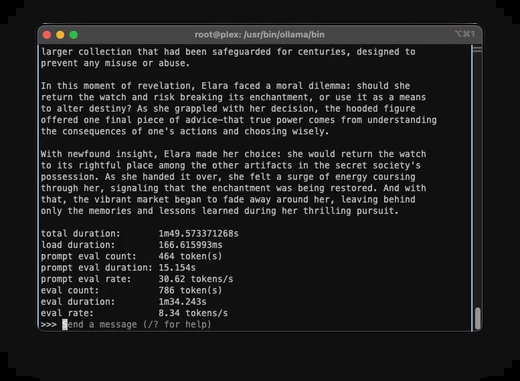 root@plex: /usr/bin/ollama/bin
⌥⌘1
larger collection that had been safeguarded for centuries, designed to
prevent any misuse or abuse.
In this moment of revelation, Elara faced a moral dilemma: should she
return the watch and risk breaking its enchantment, or use it as a means
to alter destiny? As she grappled with her decision, the hooded figure
offered one final piece of advice—that true power comes from understanding
the consequences of one's actions and choosing wisely.
With newfound insight, Elara made her choice: she would return the watch
to its rightful place among the other artifacts in the secret society's
possession. As she handed it over, she felt a surge of energy coursing
through her, signaling that the enchantment was being restored. And with
that, the vibrant market began to fade away around her, leaving behind
only the memories and lessons learned during her thrilling pursuit.
total duration: 1m49.573371268s
load duration: 166.615993ms
prompt eval count: 464 token(s)
prompt eval duration: 15.154s
prompt eval rate: 30.62 tokens/s
eval count: 786 token(s)
eval duration: 1m34.243s
eval rate: 8.34 tokens/s
>>> Send a message (/? for help)